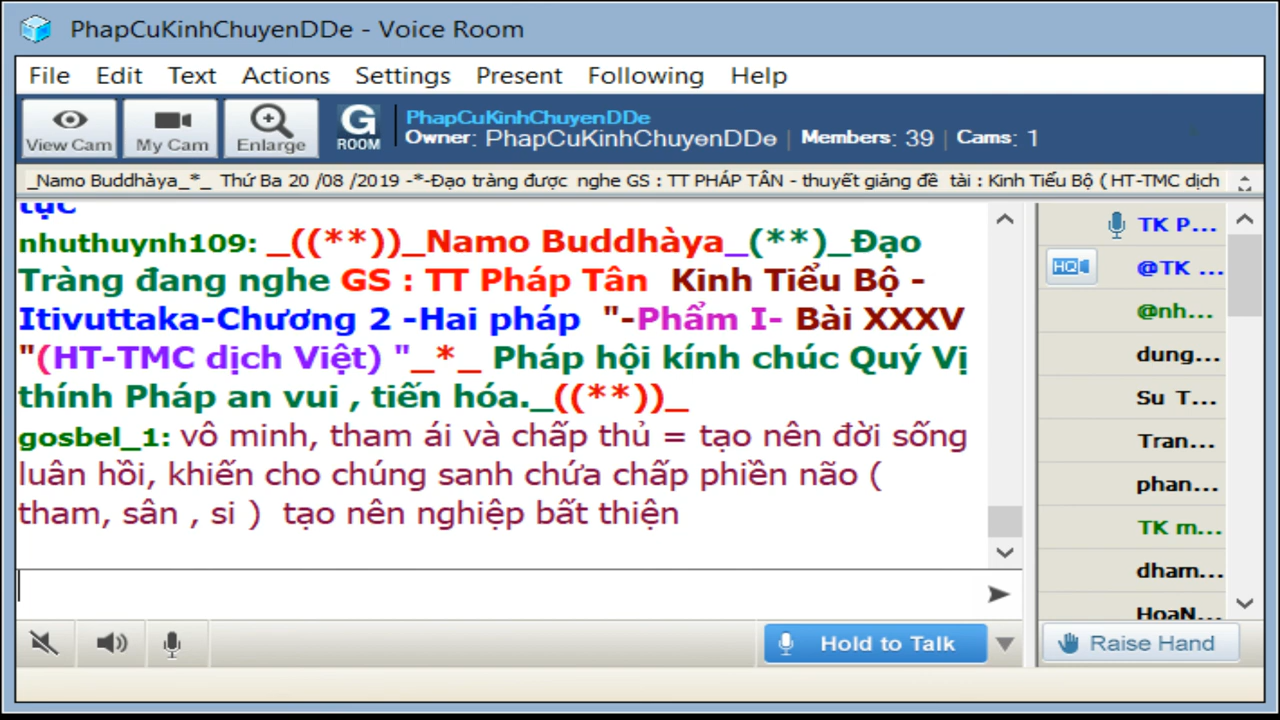 PhapCuKinhChuyenDDe - Voice Room
File Edit Text Actions Settings Present Following Help
View Cam My Cam Enlarge G ROOM
PhapCuKinhChuyenDDe
Owner: PhapCuKinhChuyenDDe | Members: 39 | Cams: 1
_Namo Buddhàya_*_ Thứ Ba 20 /08 /2019 -*-Đạo tràng được nghe GS : TT PHÁP TÂN - thuyết giảng đề tài : Kinh Tiểu Bộ ( HT-TMC dịch
tục
nhuthuynh109: _((**))_Namo Buddhàya_(**)_Đạo
Tràng đang nghe GS : TT Pháp Tân Kinh Tiểu Bộ -
Itivuttaka-Chương 2 -Hai pháp "-Phẩm I- Bài XXXV
"(HT-TMC dịch Việt) "_*_ Pháp hội kính chúc Quý Vị
thính Pháp an vui , tiến hóa._((**))_
gosbel_1: vô minh, tham ái và chấp thủ = tạo nên đời sống
luân hồi, khiến cho chúng sanh chứa chấp phiền não (
tham, sân , si ) tạo nên nghiệp bất thiện
TK P...
HQ @TK ...
@nh...
dung...
Su T...
Tran...
phan...
TK m...
dham...
HoaN...
Hold to Talk
Raise Hand